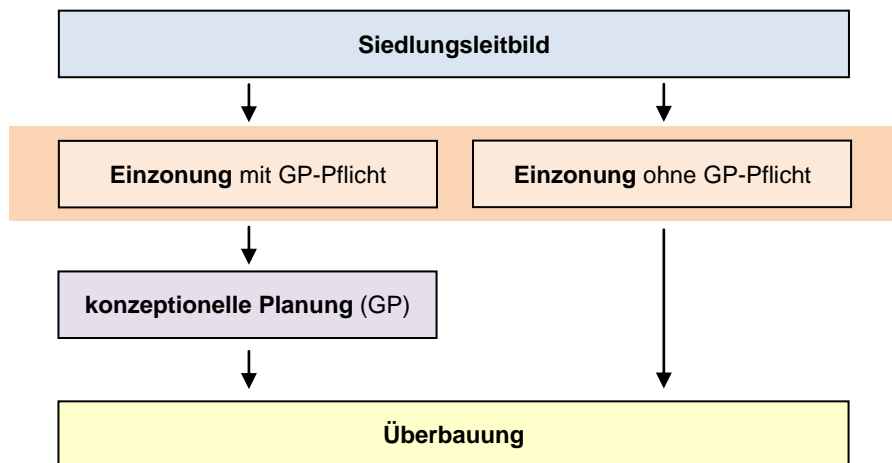 Siedlungsleitbild
Einzonung mit GP-Pflicht
Einzonung ohne GP-Pflicht
konzeptionelle Planung (GP)
Überbauung